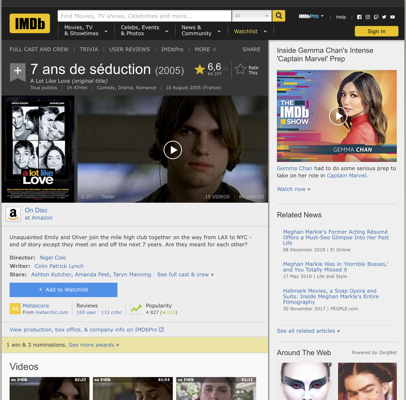 IMDb
Find Movies, TV shows, Celebrities and more...
All
IMDbPro
Help
Movies, TV & Showtimes
Celebs, Events & Photos
News & Community
Watchlist
Sign in
FULL CAST AND CREW | TRIVIA | USER REVIEWS | IMDbPro | MORE
SHARE
7 ans de séduction (2005)
A Lot Like Love (original title)
Tous publics | 1h 47min | Comedy, Drama, Romance | 10 August 2005 (France)
6,6
Rate This
a lot like LOVE
Trailer
On Disc
at Amazon
Unaquainted Emily and Oliver join the mile high club together on the way from LAX to NYC -
end of story except they meet on and off the next 7 years. Are they meant for each other?
Director: Nigel Cole
Writer: Colin Patrick Lynch
Stars: Ashton Kutcher, Amanda Peet, Taryn Manning | See full cast & crew »
+ Add to Watchlist
Metascore
From metacritic.com
Reviews
165 user | 112 critic
Popularity
4 827
View production, box office, & company info on IMDbPro
1 win & 3 nominations. See more awards »
Videos
Inside Gemma Chan's Intense
'Captain Marvel' Prep
THE IMDb SHOW
GEMMA CHAN
Gemma Chan had to do some serious prep to
take on her role in Captain Marvel.
Watch now »
Related News
Meghan Markle's Former Acting Résumé
Offers a Must-See Glimpse Into Her Past
Life
08 December 2018 | E! Online
Meghan Markle Was in 'Horrible Bosses,'
and You Totally Missed it
17 May 2018 | Life and Style
Hallmark Movies, a Soap Opera and
Suits: Inside Meghan Markle's Entire
Filmography
30 November 2017 | PEOPLE.com
See all related articles »
Around The Web
Powered by ZergNet